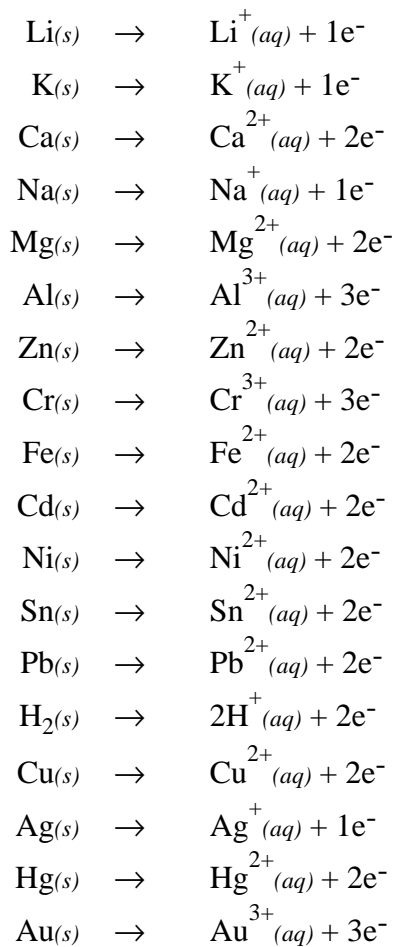 Li(s) → Li⁺(aq) + 1e⁻
K(s) → K⁺(aq) + 1e⁻
Ca(s) → Ca²⁺(aq) + 2e⁻
Na(s) → Na⁺(aq) + 1e⁻
Mg(s) → Mg²⁺(aq) + 2e⁻
Al(s) → Al³⁺(aq) + 3e⁻
Zn(s) → Zn²⁺(aq) + 2e⁻
Cr(s) → Cr³⁺(aq) + 3e⁻
Fe(s) → Fe²⁺(aq) + 2e⁻
Cd(s) → Cd²⁺(aq) + 2e⁻
Ni(s) → Ni²⁺(aq) + 2e⁻
Sn(s) → Sn²⁺(aq) + 2e⁻
Pb(s) → Pb²⁺(aq) + 2e⁻
H₂(s) → 2H⁺(aq) + 2e⁻
Cu(s) → Cu²⁺(aq) + 2e⁻
Ag(s) → Ag⁺(aq) + 1e⁻
Hg(s) → Hg²⁺(aq) + 2e⁻
Au(s) → Au³⁺(aq) + 3e⁻